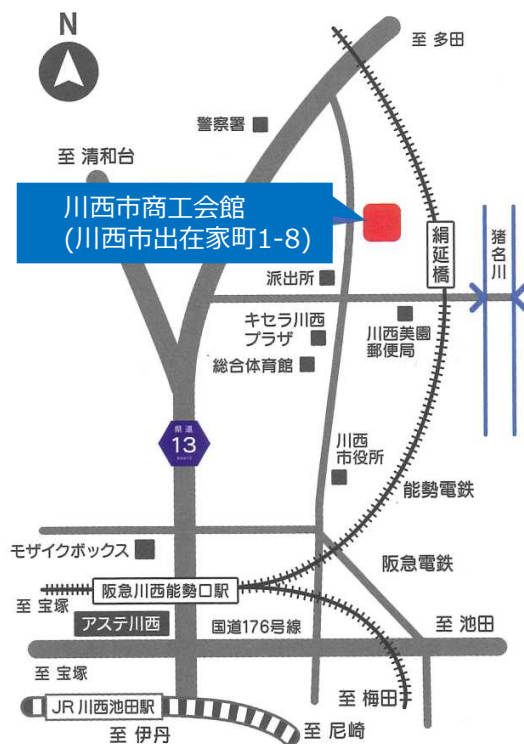 N
至 多田
警察署
至 清和台
川西市商工会館
(川西市出在家町1-8)
絹延橋
猪名川
派出所
キセラ川西
プラザ
川西美園
郵便局
総合体育館
県道
13
ROUTE
川西
市役所
能勢電鉄
モザイクボックス
阪急電鉄
阪急川西能勢口駅
至 宝塚
アステ川西
国道176号線
至 池田
至 宝塚
至 梅田
JR 川西池田駅
至 伊丹
至 尼崎